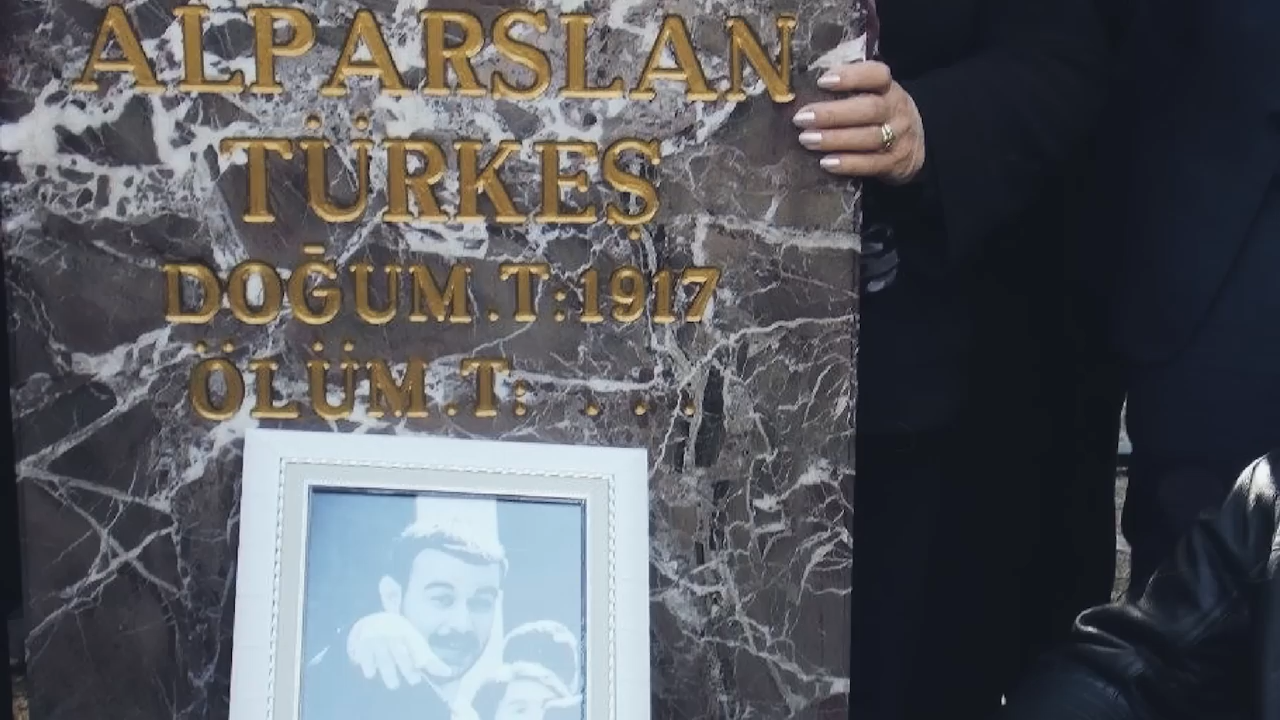 ALPARSLAN
TÜRKEŞ
DOĞUM.T:1917
ÖLÜM.T: . . .